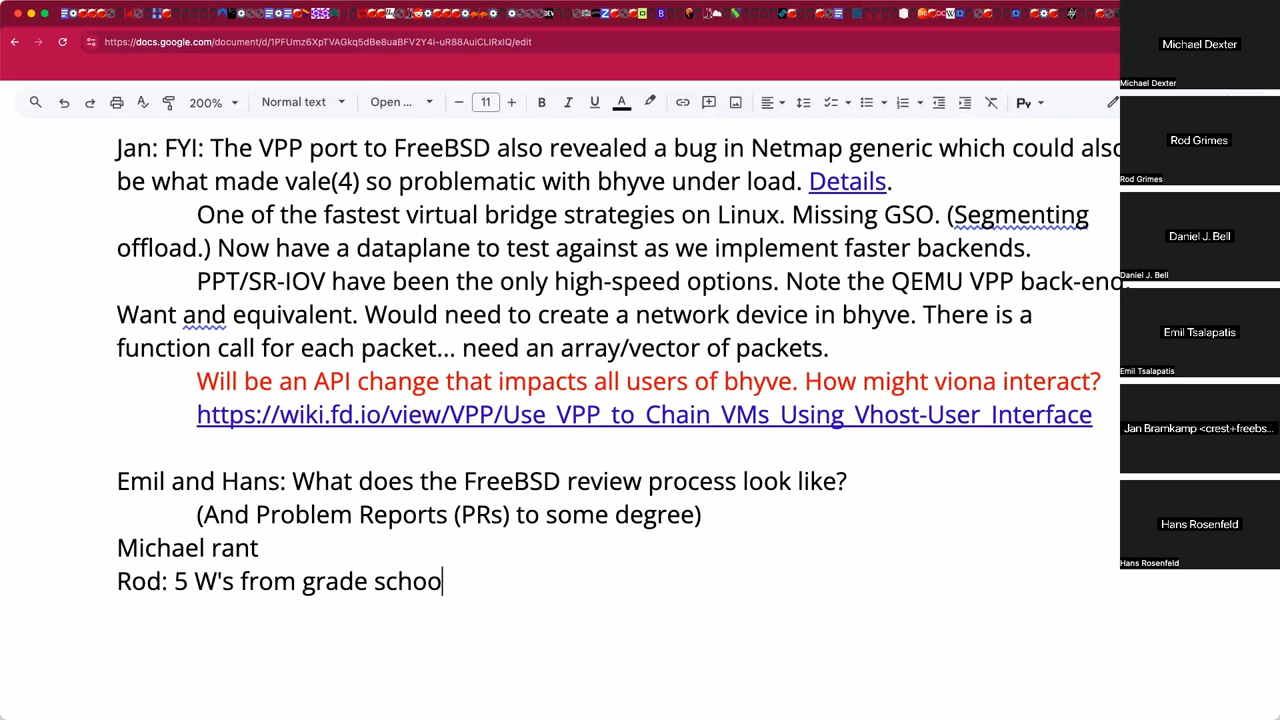 https://docs.google.com/document/d/1PFUmz6XpTVAGkq5dBe8uaBFV2Y4i-uR88AuiCLIRxIQ/edit
200%
Normal text
Open ...
11
Jan: FYI: The VPP port to FreeBSD also revealed a bug in Netmap generic which could also
be what made vale(4) so problematic with bhyve under load. Details.
One of the fastest virtual bridge strategies on Linux. Missing GSO. (Segmenting
offload.) Now have a dataplane to test against as we implement faster backends.
PPT/SR-IOV have been the only high-speed options. Note the QEMU VPP back-end.
Want and equivalent. Would need to create a network device in bhyve. There is a
function call for each packet... need an array/vector of packets.
Will be an API change that impacts all users of bhyve. How might viona interact?
https://wiki.fd.io/view/VPP/Use_VPP_to_Chain_VMs_Using_Vhost-User_Interface
Emil and Hans: What does the FreeBSD review process look like?
(And Problem Reports (PRs) to some degree)
Michael rant
Rod: 5 W's from grade schoo
Michael Dexter
Michael Dexter
Rod Grimes
Rod Grimes
Daniel J. Bell
Daniel J. Bell
Emil Tsalapatis
Emil Tsalapatis
Jan Bramkamp <crest+freebs...
Hans Rosenfeld
Hans Rosenfeld